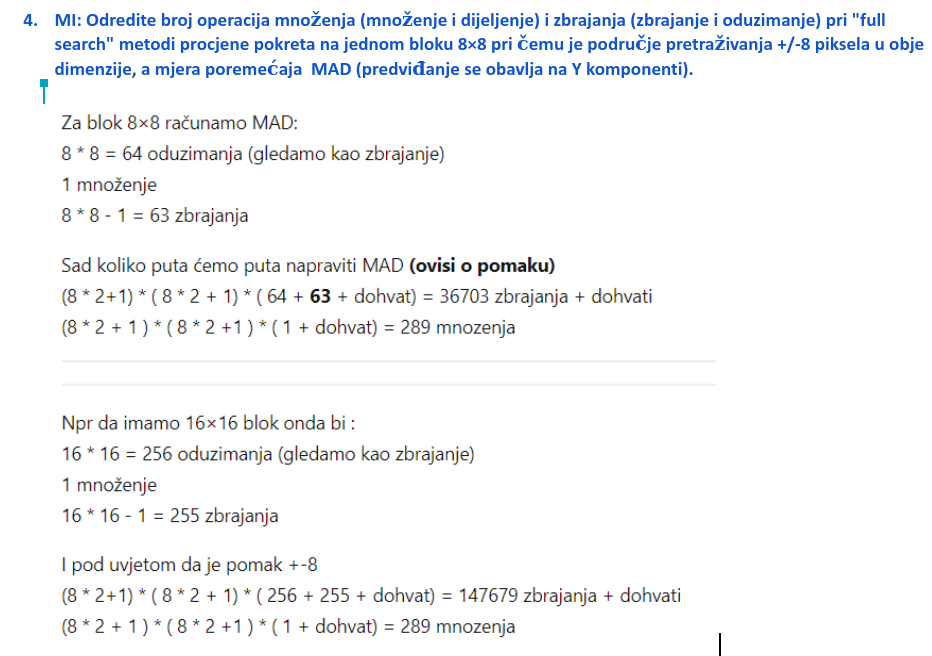 4. MI: Odredite broj operacija množenja (množenje i dijeljenje) i zbrajanja (zbrajanje i oduzimanje) pri "full
search" metodi procjene pokreta na jednom bloku 8×8 pri čemu je područje pretraživanja +/-8 piksela u obje
dimenzije, a mjera poremećaja MAD (predviđanje se obavlja na Y komponenti).
Za blok 8×8 računamo MAD:
8 * 8 = 64 oduzimanja (gledamo kao zbrajanje)
1 množenje
8 * 8 - 1 = 63 zbrajanja
Sad koliko puta ćemo puta napraviti MAD (ovisi o pomaku)
(8 * 2+1) * ( 8 * 2 + 1) * ( 64 + 63 + dohvat) = 36703 zbrajanja + dohvati
(8 * 2 + 1 ) * ( 8 * 2 +1 ) * ( 1 + dohvat) = 289 mnozenja
Npr da imamo 16×16 blok onda bi :
16 * 16 = 256 oduzimanja (gledamo kao zbrajanje)
1 množenje
16 * 16 - 1 = 255 zbrajanja
I pod uvjetom da je pomak +-8
(8 * 2+1) * ( 8 * 2 + 1) * ( 256 + 255 + dohvat) = 147679 zbrajanja + dohvati
(8 * 2 + 1 ) * ( 8 * 2 +1 ) * ( 1 + dohvat) = 289 mnozenja